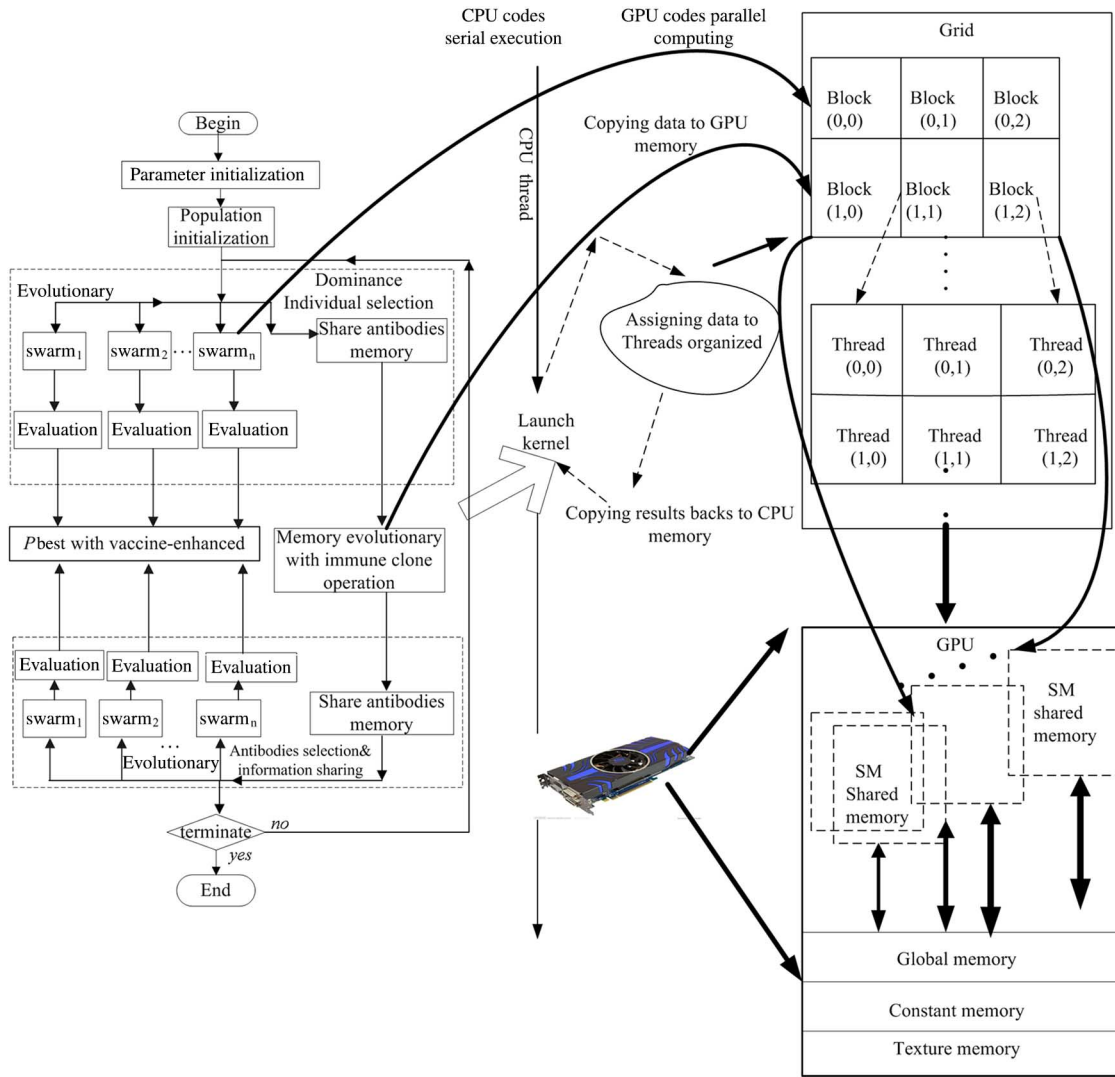 CPU codes
serial execution
GPU codes parallel
computing
Grid
Block
(0,0)
Block
(0,1)
Block
(0,2)
Block
(1,0)
Block
(1,1)
Block
(1,2)
Begin
Parameter initialization
Population
initialization
Copying data to GPU
memory
CPU thread
Dominance
Individual selection
Evolutionary
swarm1
swarm2
...
swarmn
Share antibodies
memory
Evaluation
Evaluation
Evaluation
Assigning data to
Threads organized
Thread
(0,0)
Thread
(0,1)
Thread
(0,2)
Thread
(1,0)
Thread
(1,1)
Thread
(1,2)
Launch
kernel
Copying results backs to CPU
memory
Pbest with vaccine-enhanced
Memory evolutionary
with immune clone
operation
Evaluation
Evaluation
Evaluation
swarm1
swarm2
swarmn
...
Evolutionary
Share antibodies
memory
Antibodies selection&
information sharing
terminate
no
yes
End
GPU
SM
shared
memory
SM
Shared
memory
Global memory
Constant memory
Texture memory